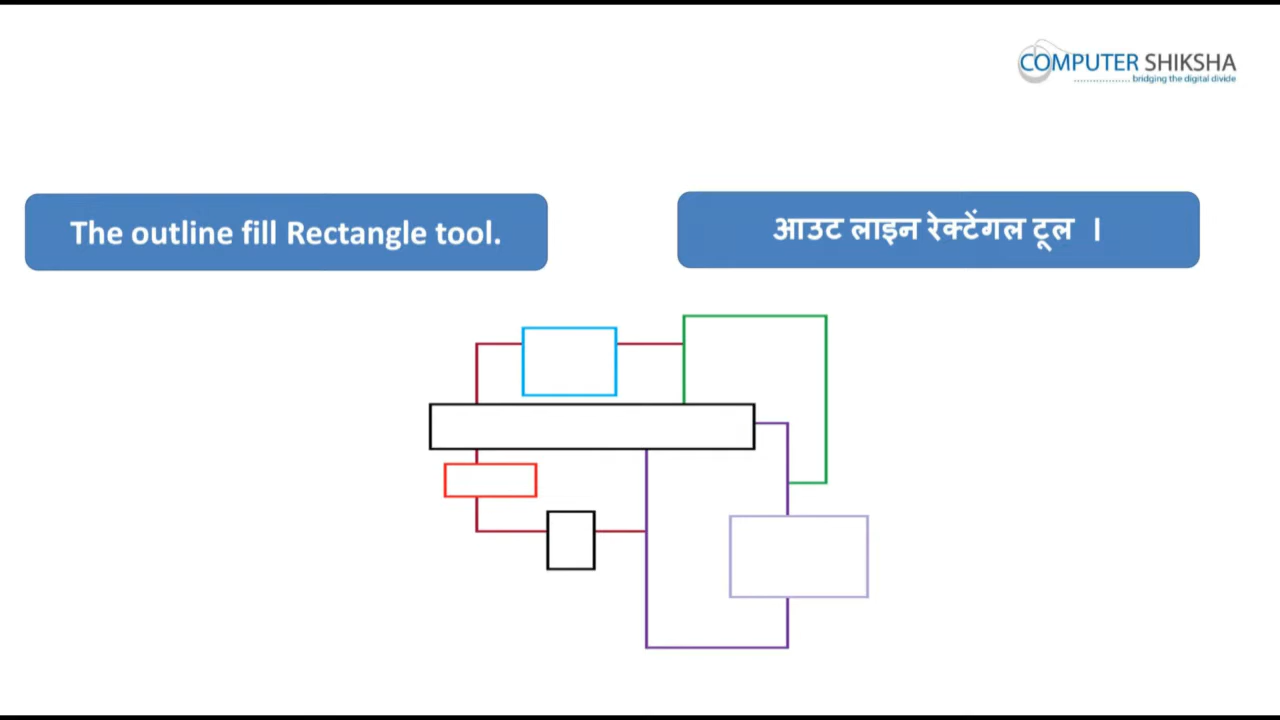 COMPUTER SHIKSHA
.................. bridging the digital divide
The outline fill Rectangle tool.
आउट लाइन रेक्टेंगल टूल ।